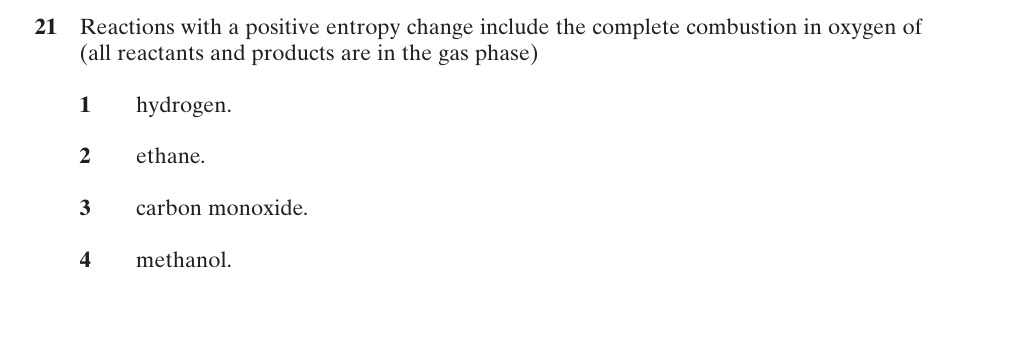 21 Reactions with a positive entropy change include the complete combustion in oxygen of
(all reactants and products are in the gas phase)
1 hydrogen.
2 ethane.
3 carbon monoxide.
4 methanol.